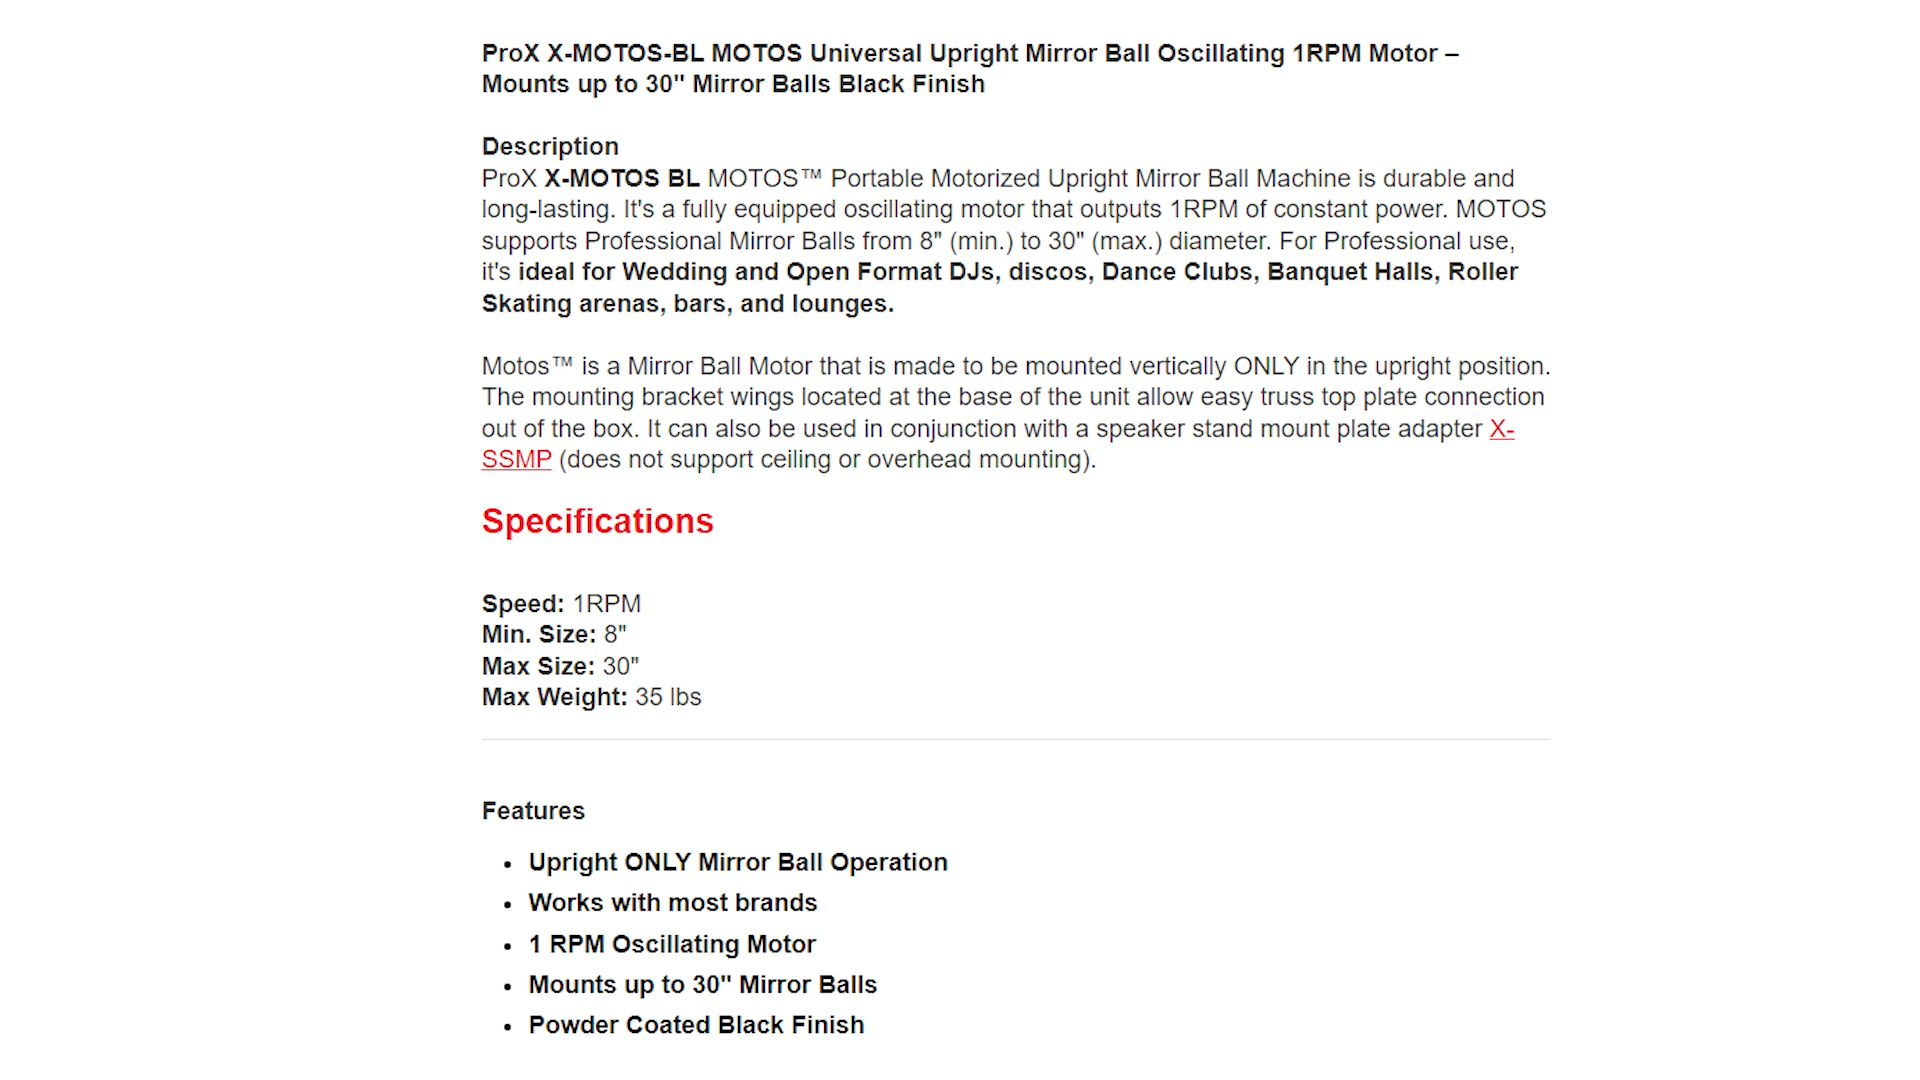 ProX X-MOTOS-BL MOTOS Universal Upright Mirror Ball Oscillating 1RPM Motor –
Mounts up to 30" Mirror Balls Black Finish
Description
ProX X-MOTOS BL MOTOS™ Portable Motorized Upright Mirror Ball Machine is durable and
long-lasting. It's a fully equipped oscillating motor that outputs 1RPM of constant power. MOTOS
supports Professional Mirror Balls from 8" (min.) to 30" (max.) diameter. For Professional use,
it's ideal for Wedding and Open Format DJs, discos, Dance Clubs, Banquet Halls, Roller
Skating arenas, bars, and lounges.
Motos™ is a Mirror Ball Motor that is made to be mounted vertically ONLY in the upright position.
The mounting bracket wings located at the base of the unit allow easy truss top plate connection
out of the box. It can also be used in conjunction with a speaker stand mount plate adapter X-
SSMP (does not support ceiling or overhead mounting).
Specifications
Speed: 1RPM
Min. Size: 8"
Max Size: 30"
Max Weight: 35 lbs
Features
• Upright ONLY Mirror Ball Operation
• Works with most brands
• 1 RPM Oscillating Motor
• Mounts up to 30" Mirror Balls
• Powder Coated Black Finish